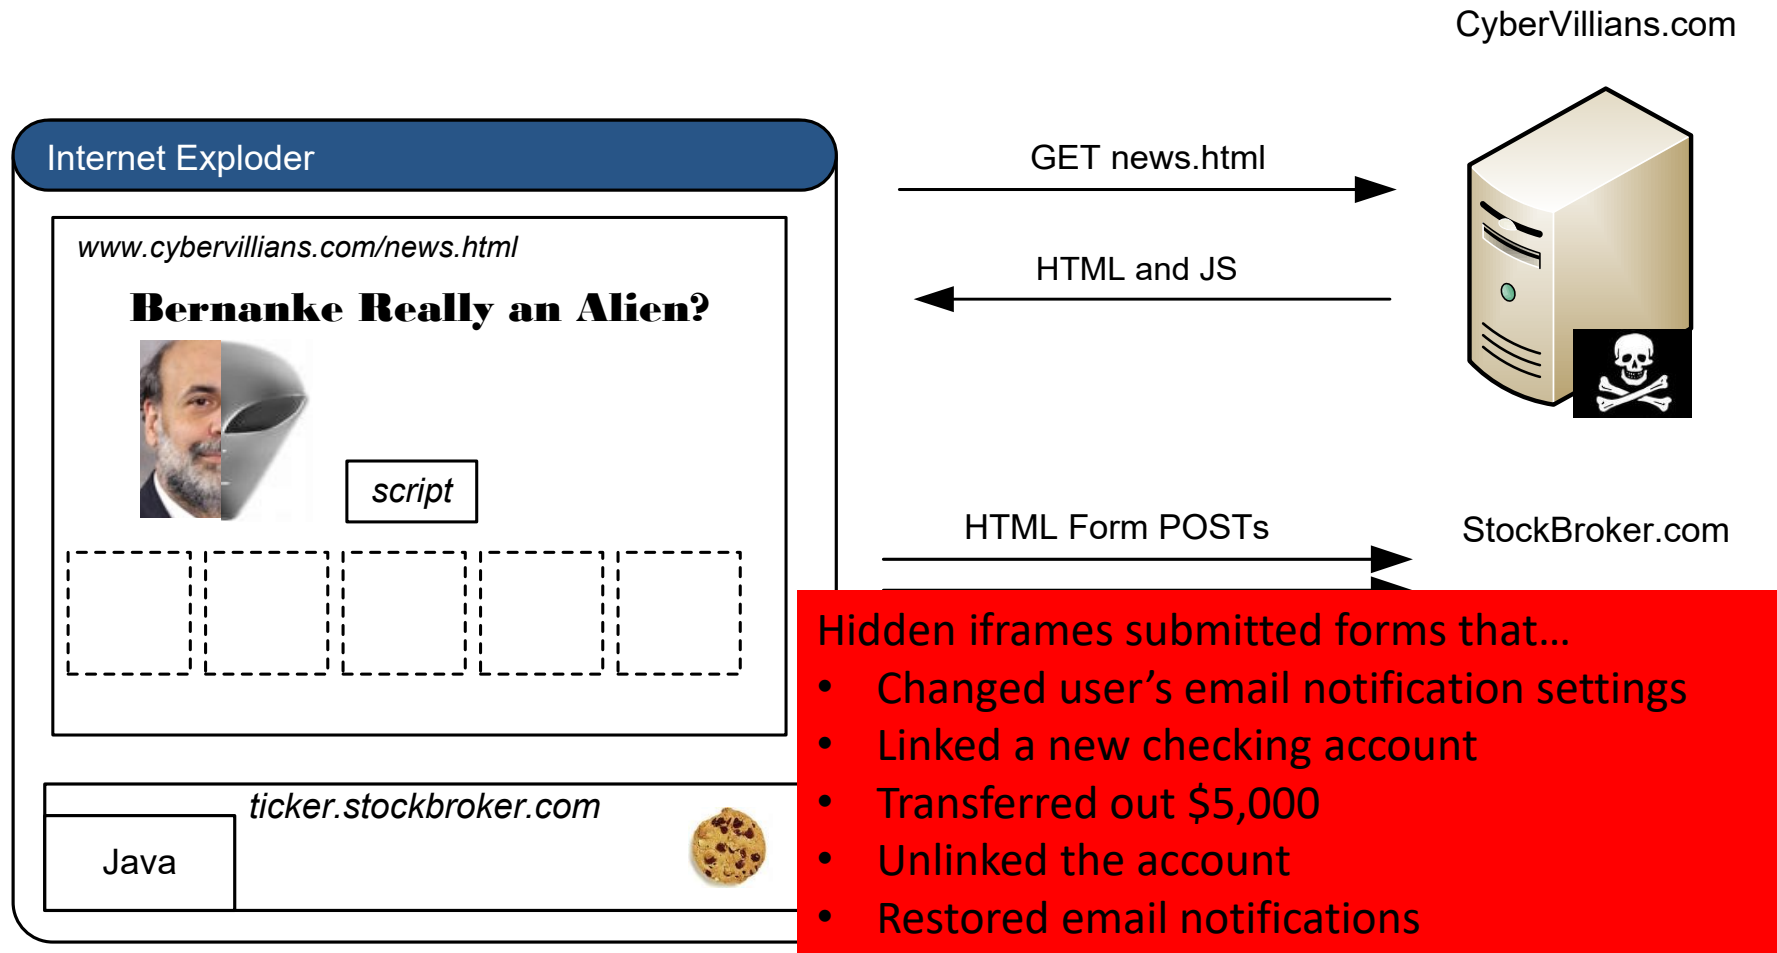 CyberVillians.com
Internet Exploder
GET news.html
www.cybervillians.com/news.html
HTML and JS
Bernanke Really an Alien?
script
HTML Form POSTs
StockBroker.com
Hidden iframes submitted forms that…
• Changed user’s email notification settings
• Linked a new checking account
• Transferred out $5,000
• Unlinked the account
• Restored email notifications
ticker.stockbroker.com
Java